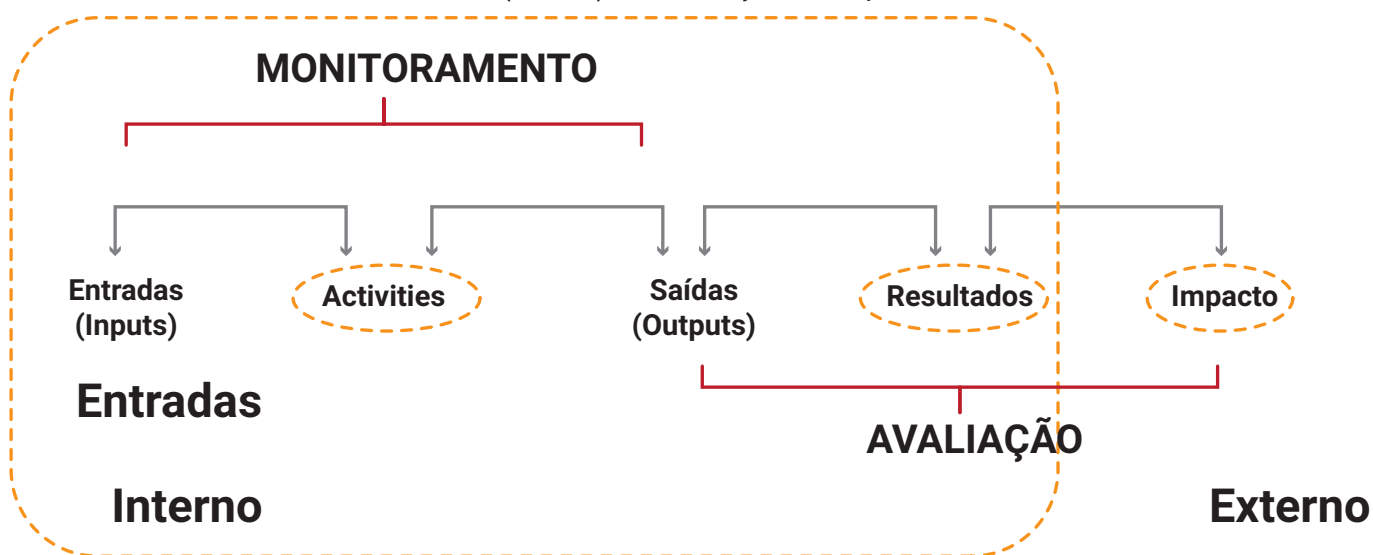 MONITORAMENTO
Entradas
(Inputs)
Activities
Saídas
(Outputs)
Resultados
Impacto
Entradas
AVALIAÇÃO
Interno
Externo